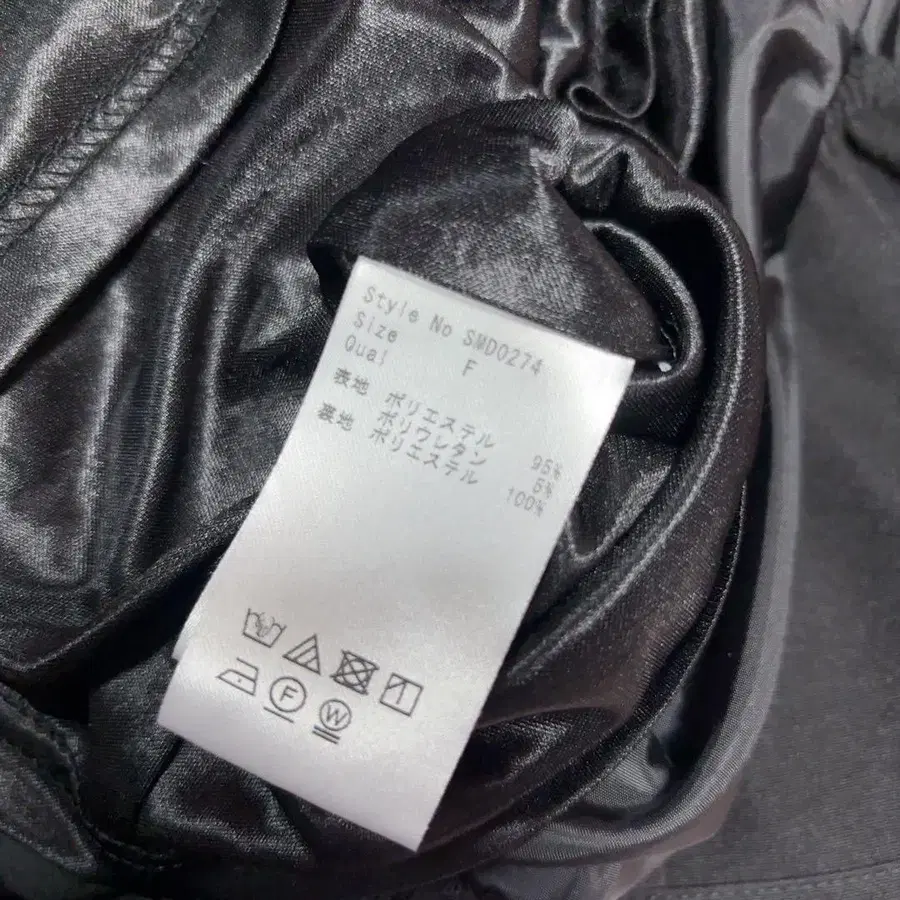 Style No SMD0274
Size F
Qual
表地 ポリエステル 95%
ポリウレタン 5%
裏地 ポリエステル 100%
F W